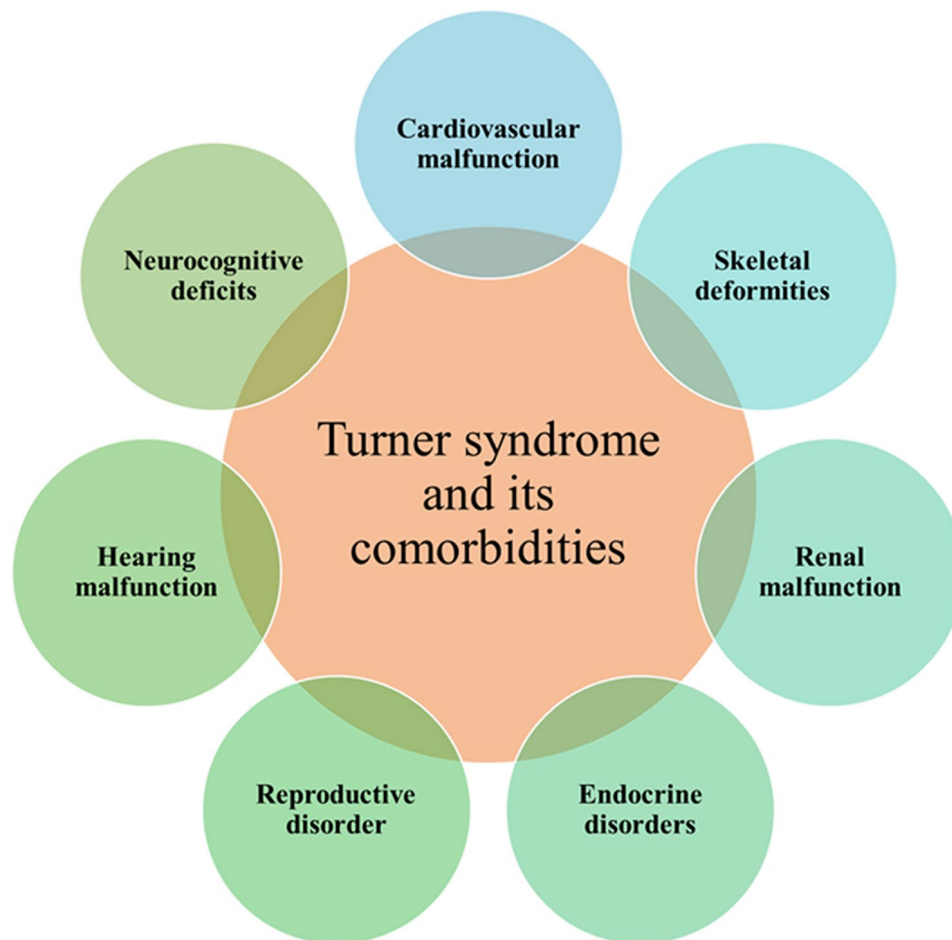 Cardiovascular
malfunction
Skeletal
deformities
Renal
malfunction
Endocrine
disorders
Reproductive
disorder
Hearing
malfunction
Neurocognitive
deficits
Turner syndrome
and its
comorbidities